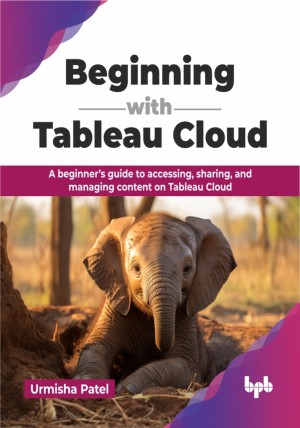 Beginning
with
Tableau Cloud
A beginner's guide to accessing, sharing, and
managing content on Tableau Cloud
Urmisha Patel
bpb